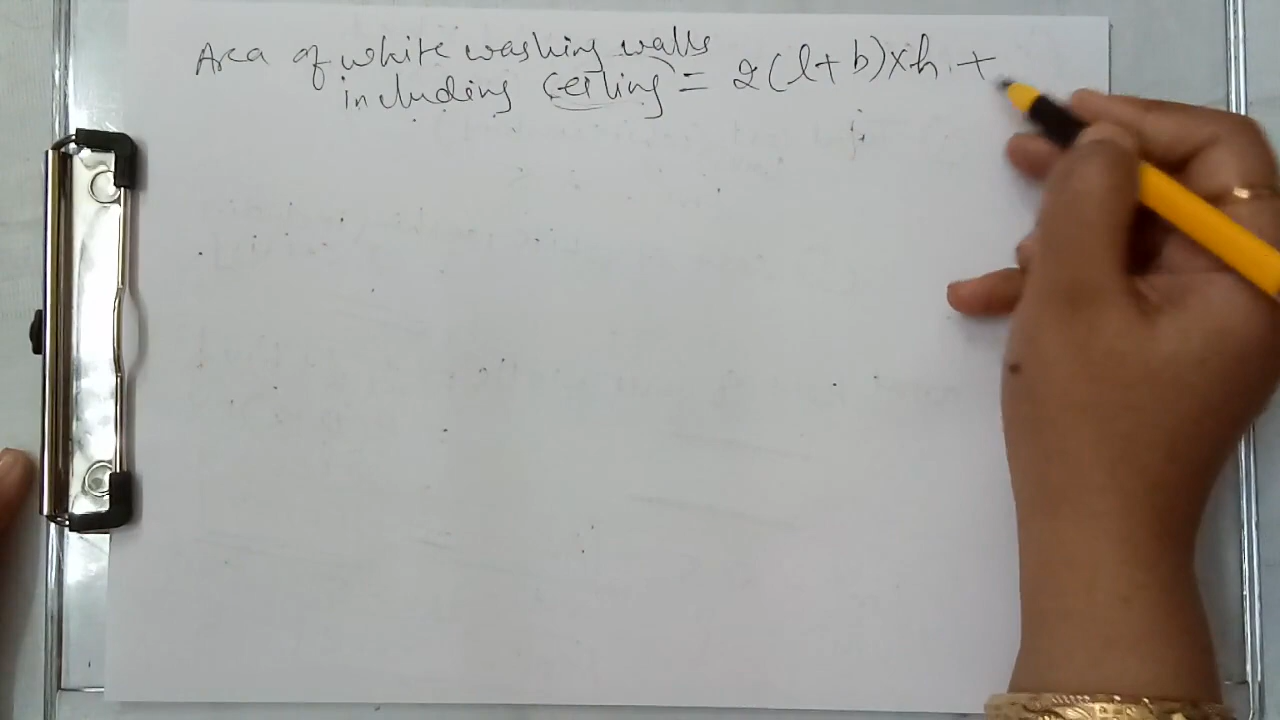 Area of white washing walls
including ceiling = 2(l+b)×h +